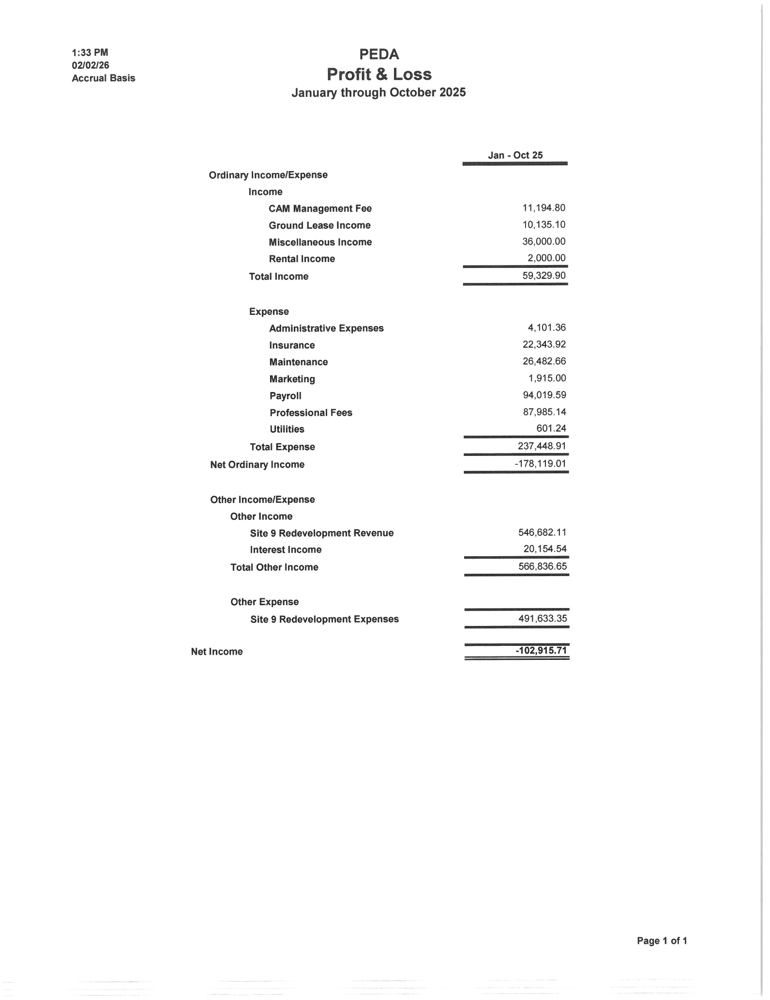 1:33 PM
02/02/26
Accrual Basis
PEDA
Profit & Loss
January through October 2025
Jan - Oct 25
Ordinary Income/Expense
Income
CAM Management Fee 11,194.80
Ground Lease Income 10,135.10
Miscellaneous Income 36,000.00
Rental Income 2,000.00
Total Income 59,329.90
Expense
Administrative Expenses 4,101.36
Insurance 22,343.92
Maintenance 26,482.66
Marketing 1,915.00
Payroll 94,019.59
Professional Fees 87,985.14
Utilities 601.24
Total Expense 237,448.91
Net Ordinary Income -178,119.01
Other Income/Expense
Other Income
Site 9 Redevelopment Revenue 546,682.11
Interest Income 20,154.54
Total Other Income 566,836.65
Other Expense
Site 9 Redevelopment Expenses 491,633.35
Net Income -102,915.71
Page 1 of 1